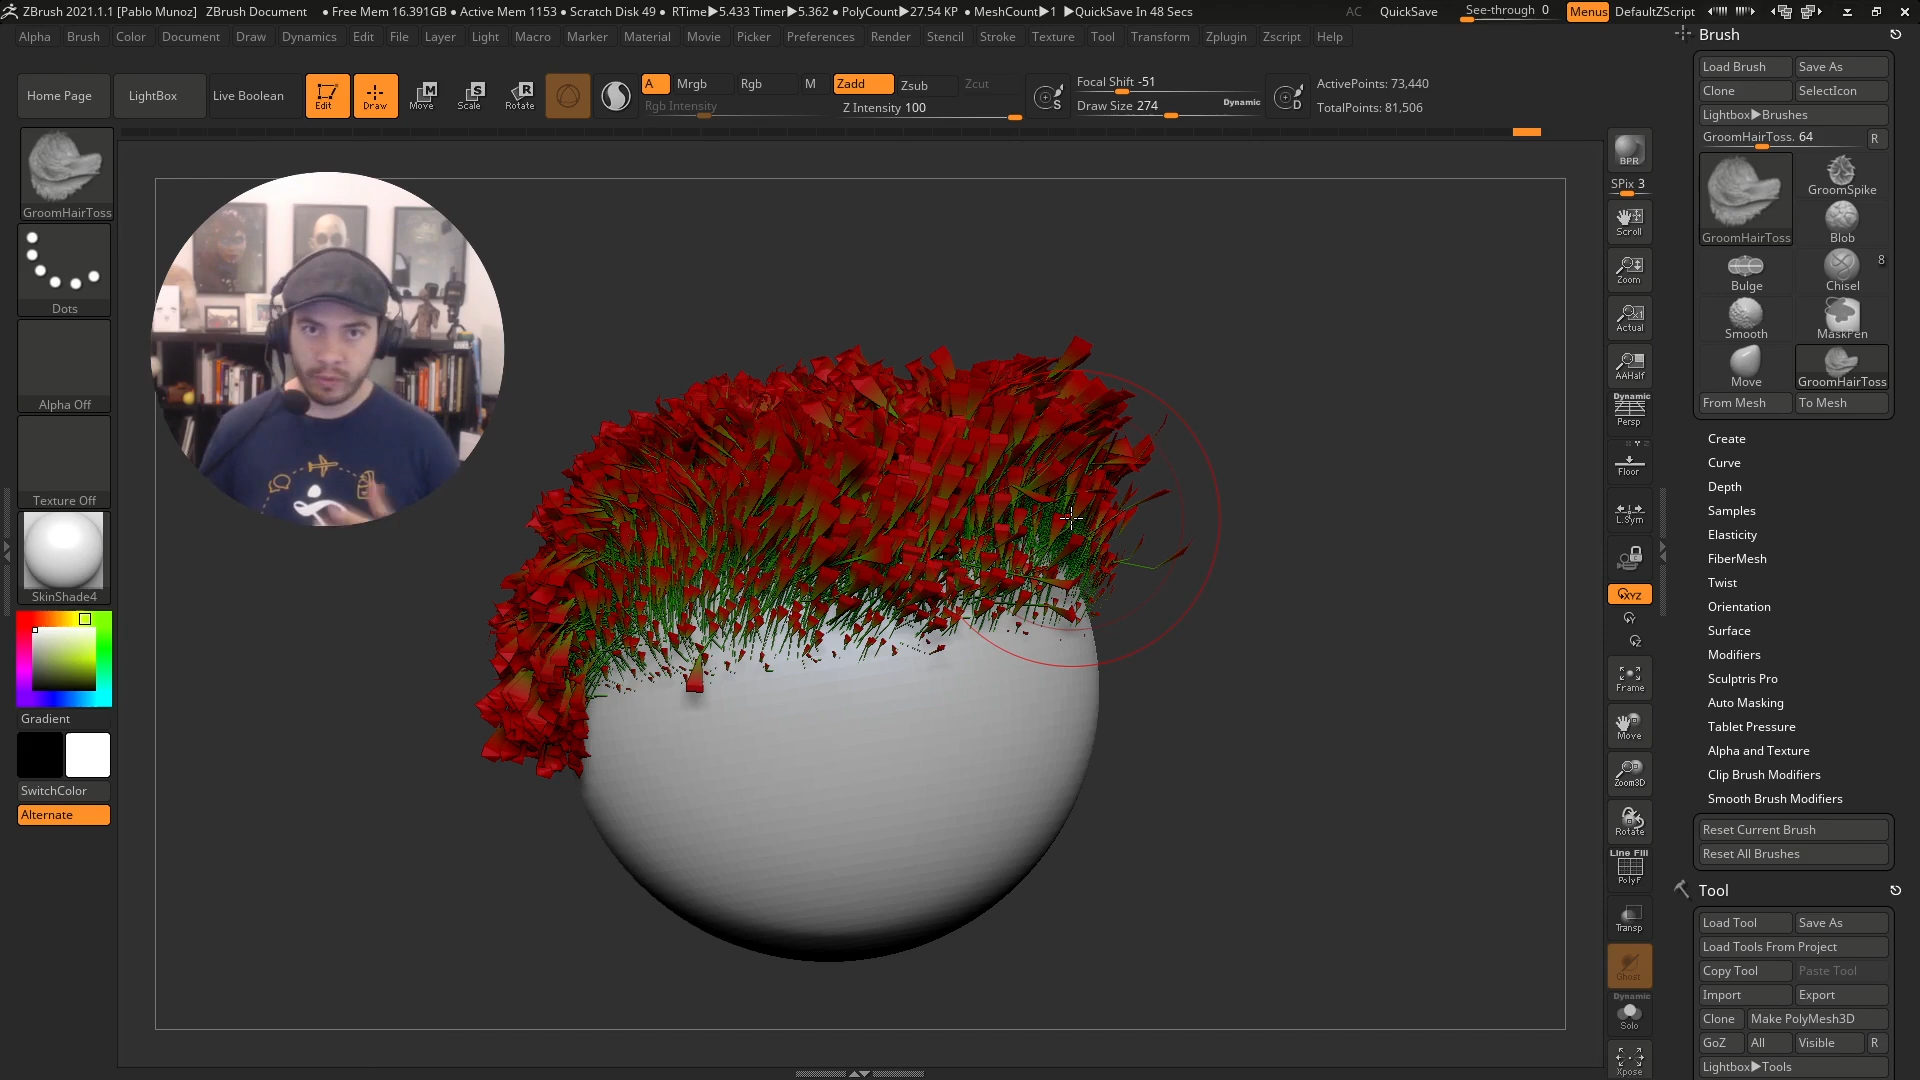 ZBrush 2021.1.1 [Pablo Munoz] ZBrush Document • Free Mem 16.391GB • Active Mem 1153 • Scratch Disk 49 • RTime▶5.433 Timer▶5.362 • PolyCount▶27.54 KP • MeshCount▶1 ▶QuickSave In 48 Secs AC QuickSave See-through 0 Menus DefaultZScript
Alpha Brush Color Document Draw Dynamics Edit File Layer Light Macro Marker Material Movie Picker Preferences Render Stencil Stroke Texture Tool Transform Zplugin Zscript Help
Home Page LightBox Live Boolean Edit Draw Move Scale Rotate
M S R
A Mrgb Rgb M Zadd Zsub Zcut
Rgb Intensity Z Intensity 100
S Focal Shift -51
Draw Size 274 Dynamic D
ActivePoints: 73,440
TotalPoints: 81,506
GroomHairToss
Dots
Alpha Off
Texture Off
SkinShade4
Gradient
SwitchColor
Alternate
BPR
SPix 3
Scroll
Zoom
Actual
AAHalf
Dynamic
Persp
Floor
L.Sym
XYZ
Frame
Move
Zoom3D
Rotate
Line Fill
PolyF
Transp
Ghost
Dynamic
Solo
Xpose
Brush
Load Brush Save As
Clone SelectIcon
Lightbox▶Brushes
GroomHairToss. 64 R
GroomHairToss GroomSpike
Blob
Bulge Chisel 8
Smooth MaskPen
Move GroomHairToss
From Mesh To Mesh
Create
Curve
Depth
Samples
Elasticity
FiberMesh
Twist
Orientation
Surface
Modifiers
Sculptris Pro
Auto Masking
Tablet Pressure
Alpha and Texture
Clip Brush Modifiers
Smooth Brush Modifiers
Reset Current Brush
Reset All Brushes
Tool
Load Tool Save As
Load Tools From Project
Copy Tool Paste Tool
Import Export
Clone Make PolyMesh3D
GoZ All Visible R
Lightbox▶Tools